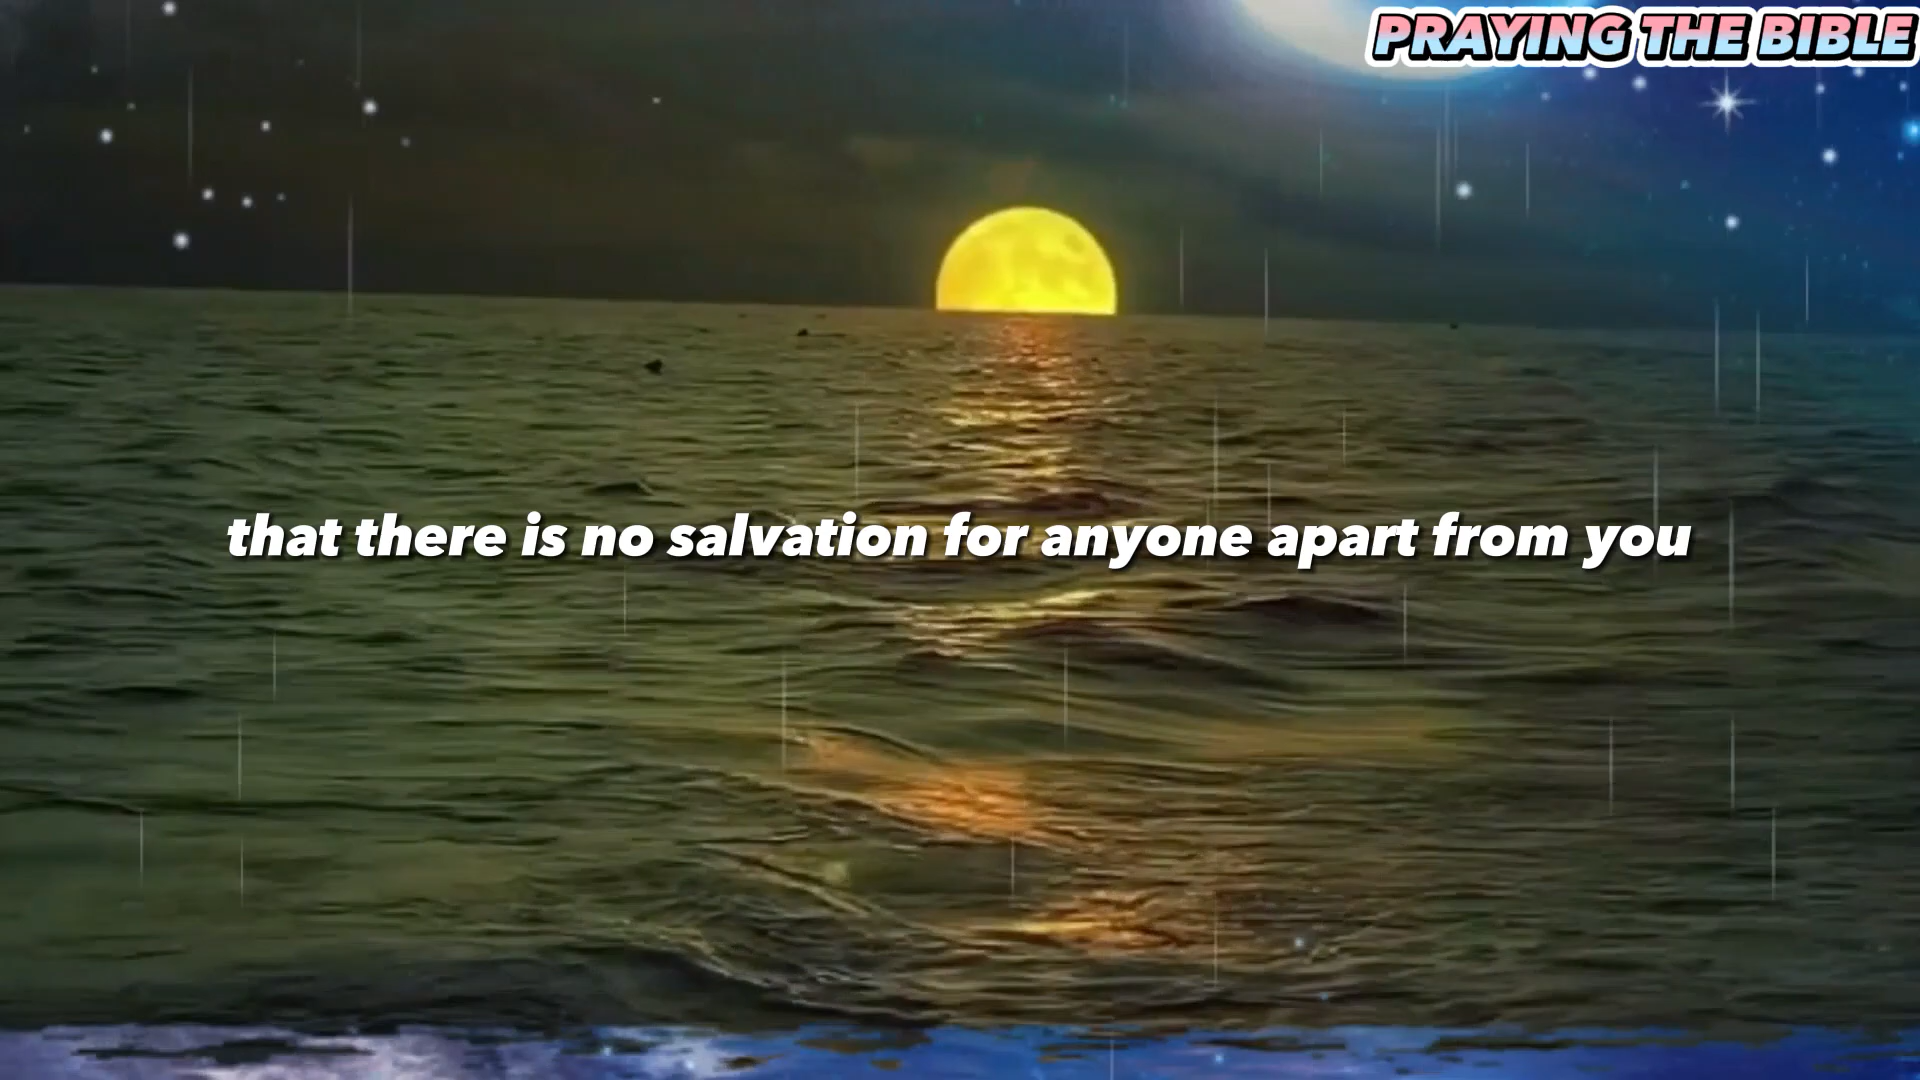 PRAYING THE BIBLE
that there is no salvation for anyone apart from you